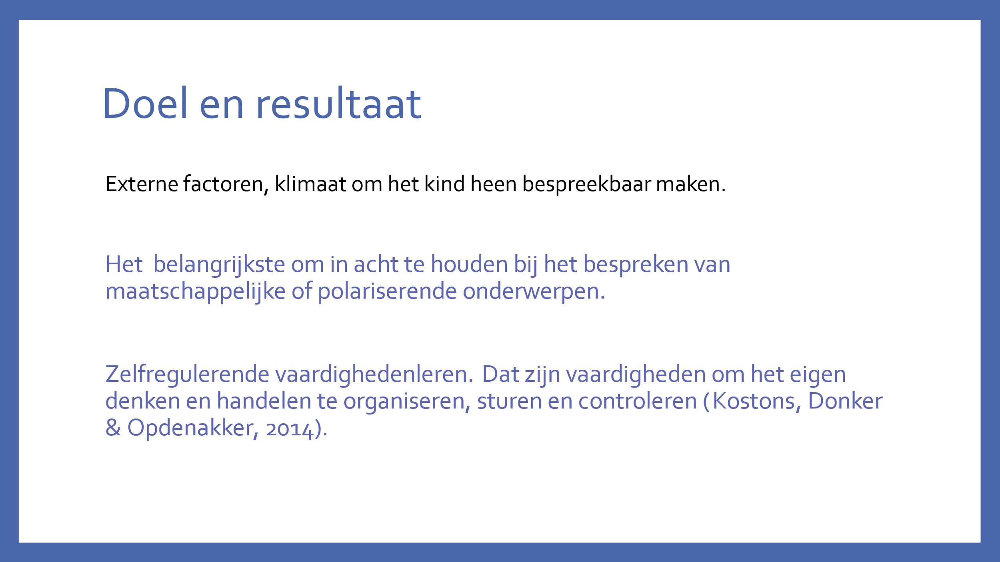 Doel en resultaat
Externe factoren, klimaat om het kind heen bespreekbaar maken.
Het  belangrijkste om in acht te houden bij het bespreken van
maatschappelijke of polariserende onderwerpen.
Zelfregulerende vaardighedenleren.  Dat zijn vaardigheden om het eigen
denken en handelen te organiseren, sturen en controleren (Kostons, Donker
& Opdenakker, 2014).